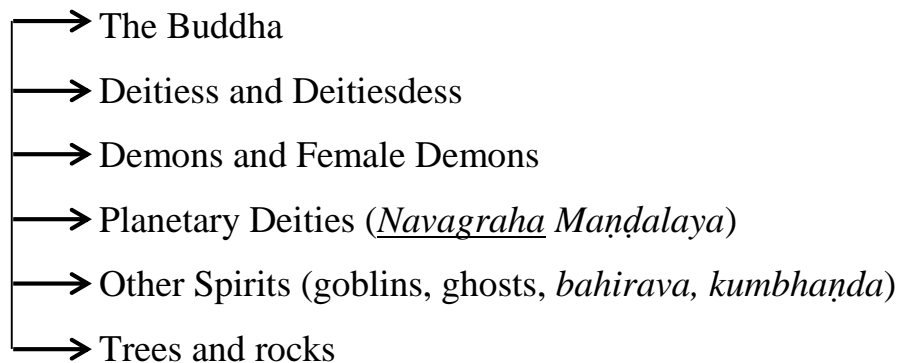 The Buddha
Deitiess and Deitiesdess
Demons and Female Demons
Planetary Deities (Navagraha Maṇḍalaya)
Other Spirits (goblins, ghosts, bahirava, kumbhaṇda)
Trees and rocks